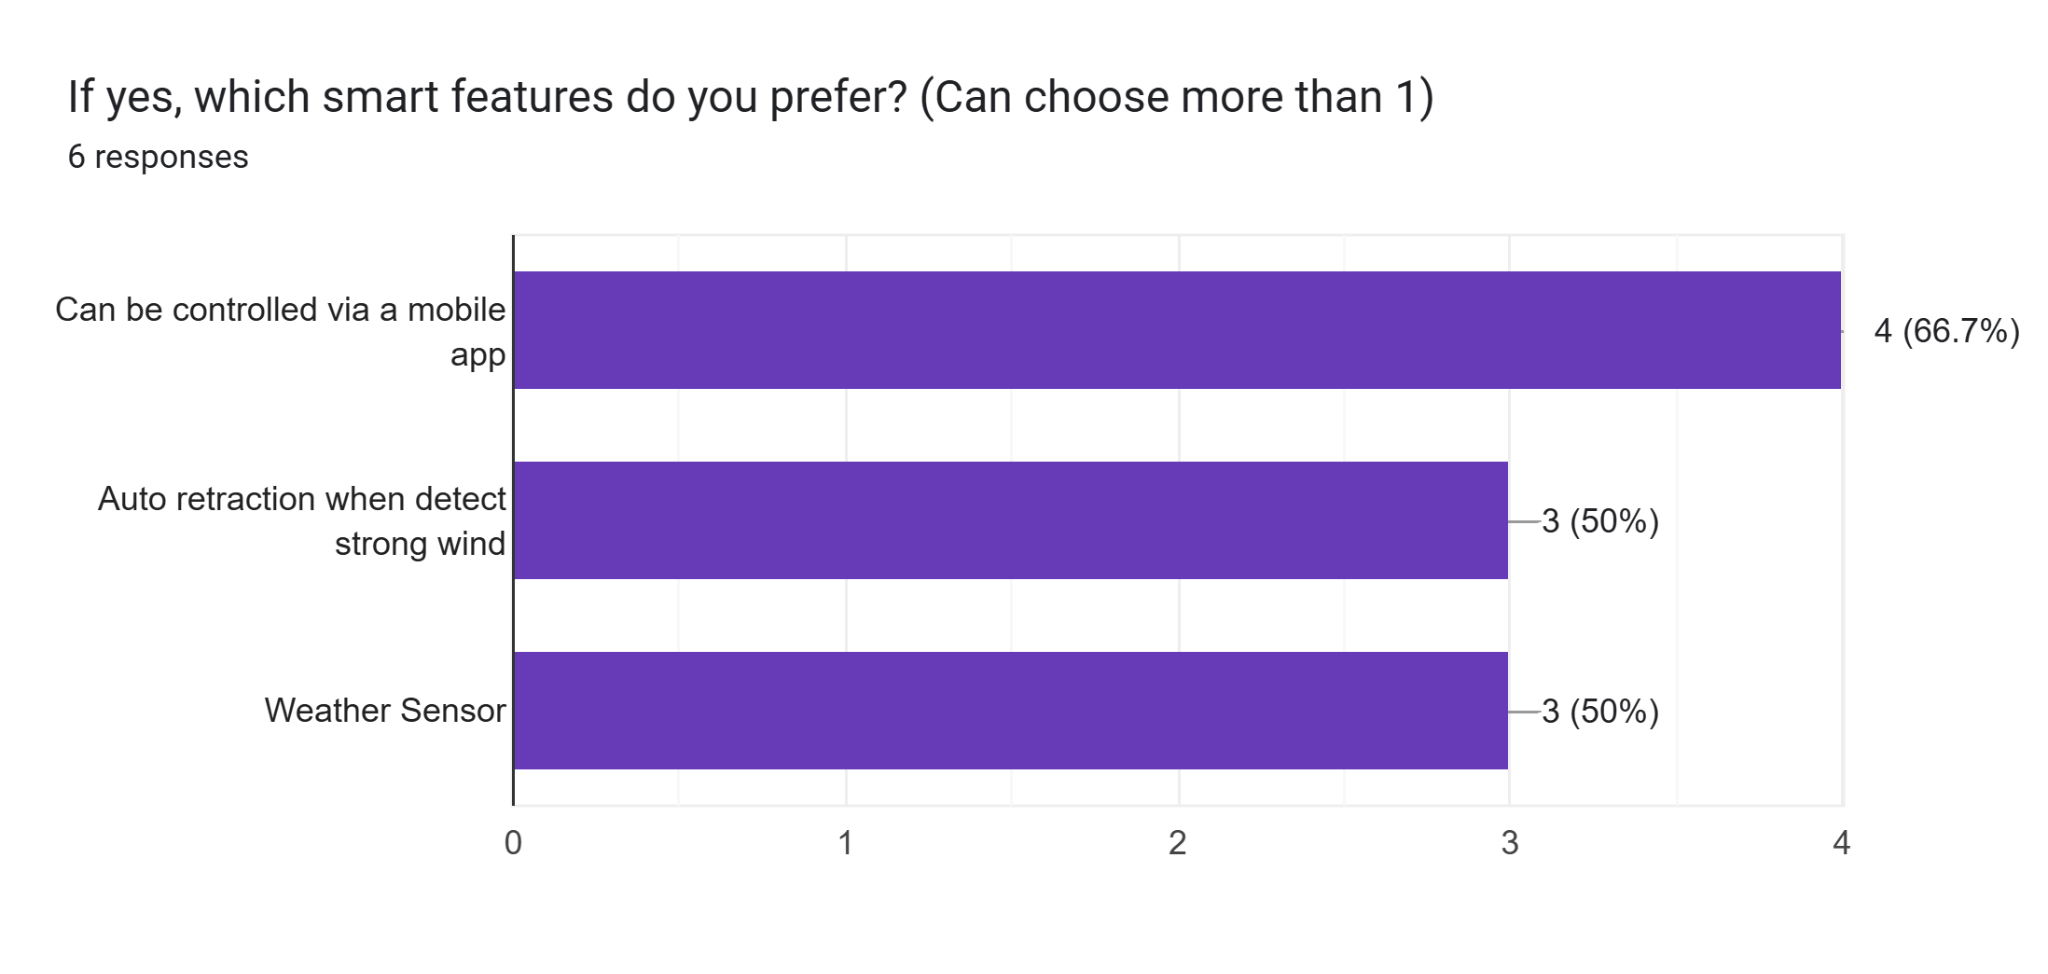 If yes, which smart features do you prefer? (Can choose more than 1)
6 responses
Can be controlled via a mobile
app
4 (66.7%)
Auto retraction when detect
strong wind
3 (50%)
Weather Sensor
3 (50%)
0 1 2 3 4